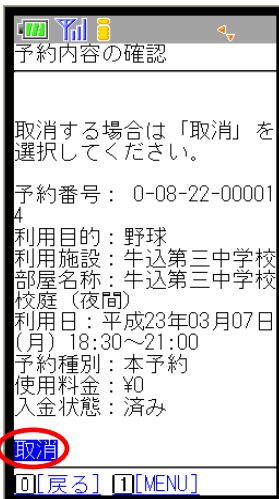 予約内容の確認
取消する場合は「取消」を
選択してください。
予約番号： 0-08-22-00001
4
利用目的：野球
利用施設：牛込第三中学校
部屋名称：牛込第三中学校
校庭（夜間）
利用日：平成23年03月07日
(月) 18:30～21:00
予約種別：本予約
使用料金：¥0
入金状態：済み
取消
0[戻る] 1[MENU]